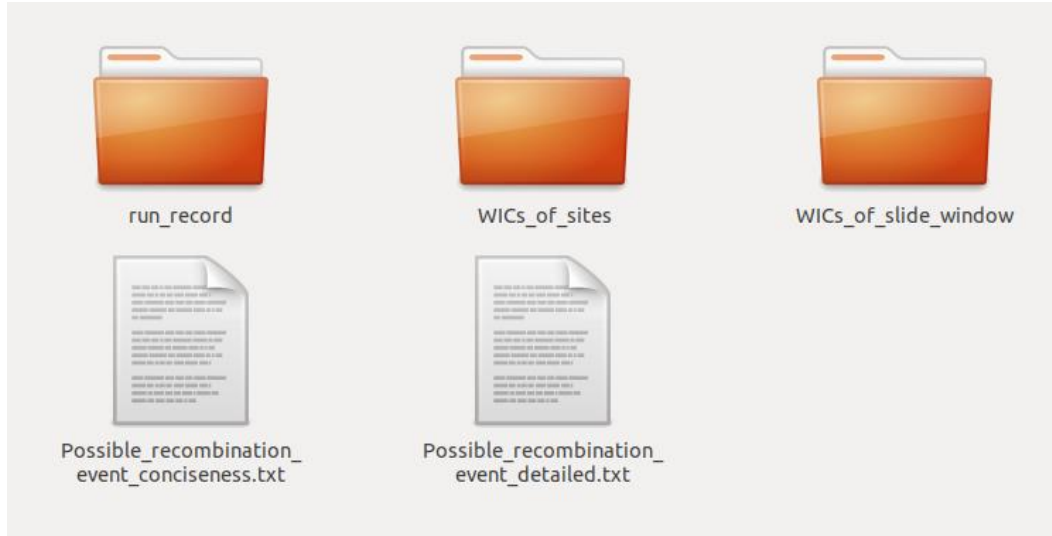 run_record
WICs_of_sites
WICs_of_slide_window
Possible_recombination_
event_conciseness.txt
Possible_recombination_
event_detailed.txt